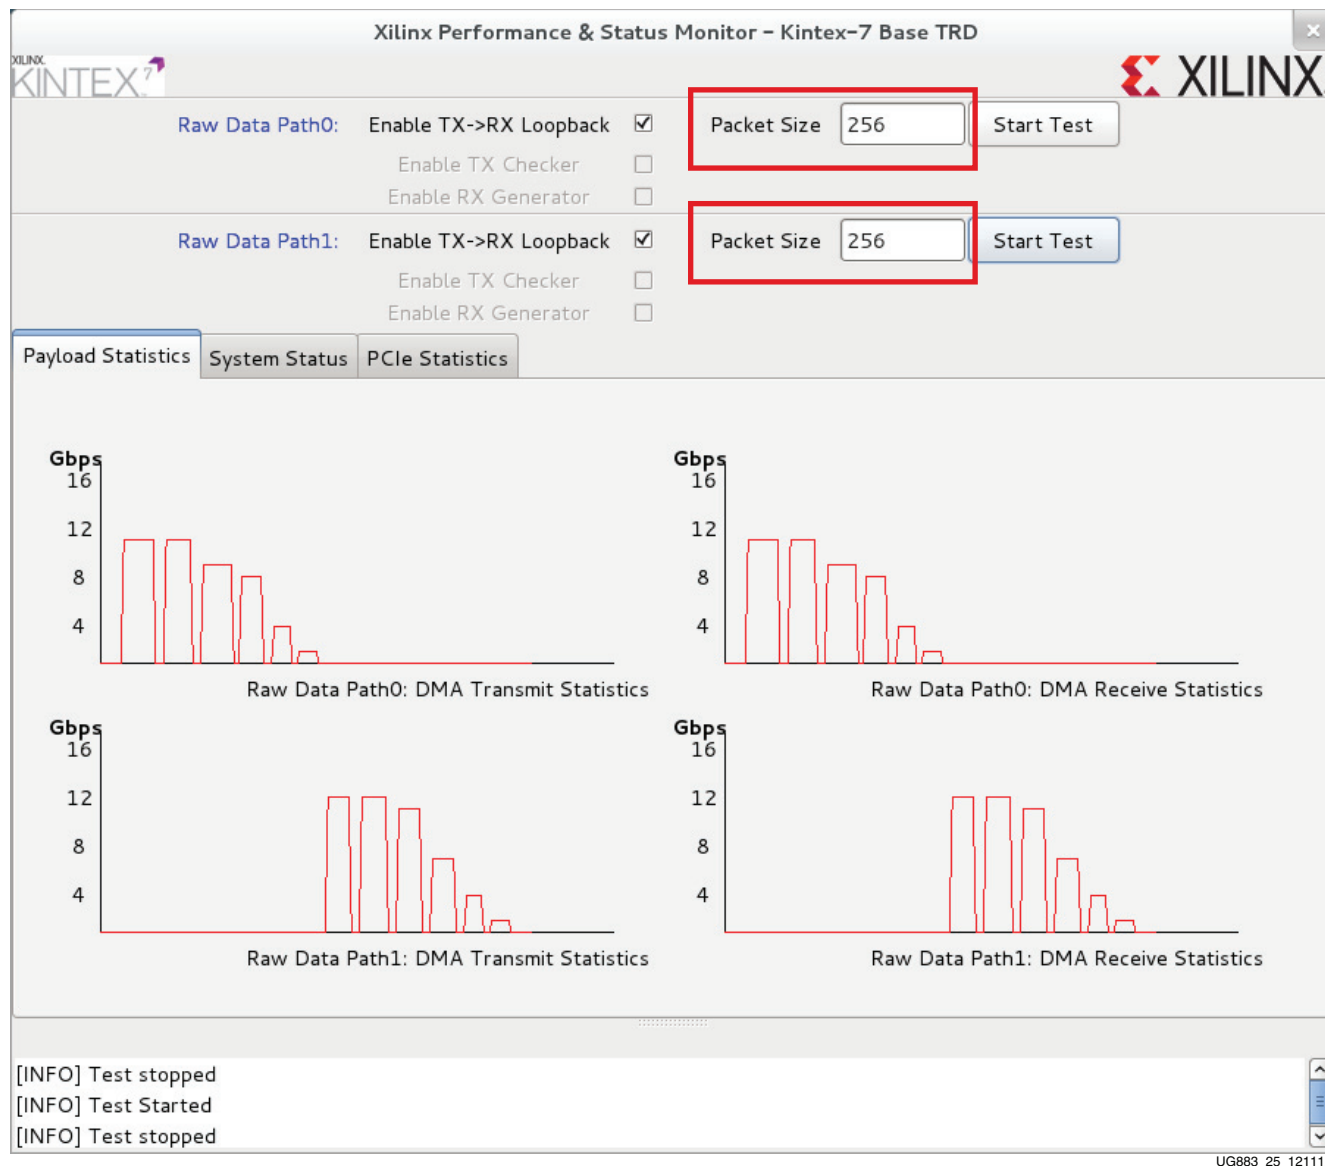 Xilinx Performance & Status Monitor - Kintex-7 Base TRD
XILINX
KINTEX 7
XILINX
Raw Data Path0: Enable TX->RX Loopback Packet Size 256 Start Test
Enable TX Checker
Enable RX Generator
Raw Data Path1: Enable TX->RX Loopback Packet Size 256 Start Test
Enable TX Checker
Enable RX Generator
Payload Statistics System Status PCIe Statistics
Gbps
16
12
8
4
Raw Data Path0: DMA Transmit Statistics
Gbps
16
12
8
4
Raw Data Path0: DMA Receive Statistics
Gbps
16
12
8
4
Raw Data Path1: DMA Transmit Statistics
Gbps
16
12
8
4
Raw Data Path1: DMA Receive Statistics
[INFO] Test stopped
[INFO] Test Started
[INFO] Test stopped
UG883_25_12111